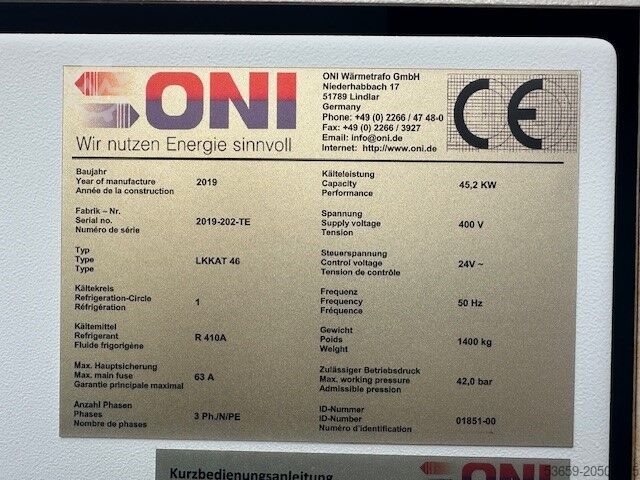 ONI
Wir nutzen Energie sinnvoll
ONI Wärmetrafo GmbH
Niederhabbach 17
51789 Lindlar
Germany
Phone: +49 (0) 2266 / 47 48-0
Fax: +49 (0) 2266 / 3927
Email: info@oni.de
Internet: http://www.oni.de
CE
Baujahr
Year of manufacture 2019
Année de la construction
Fabrik – Nr.
Serial no. 2019-202-TE
Numéro de série
Typ
Type LKKAT 46
Type
Kältekreis
Refrigeration-Circle 1
Réfrigération
Kältemittel
Refrigerant R 410A
Fluide frigorigène
Max. Hauptsicherung
Max. main fuse 63 A
Garantie principale maximal
Anzahl Phasen
Phases 3 Ph./N/PE
Nombre de phases
Kälteleistung
Capacity 45,2 KW
Performance
Spannung
Supply voltage 400 V
Tension
Steuerspannung
Control voltage 24V ~
Tension de contrôle
Frequenz
Frequency 50 Hz
Fréquence
Gewicht
Poids 1400 kg
Weight
Zulässiger Betriebsdruck
Max. working pressure 42,0 bar
Admissible pression
ID-Nummer
ID-Number 01851-00
Numéro d'identification
Kurzbedienungsanleitung
ONI